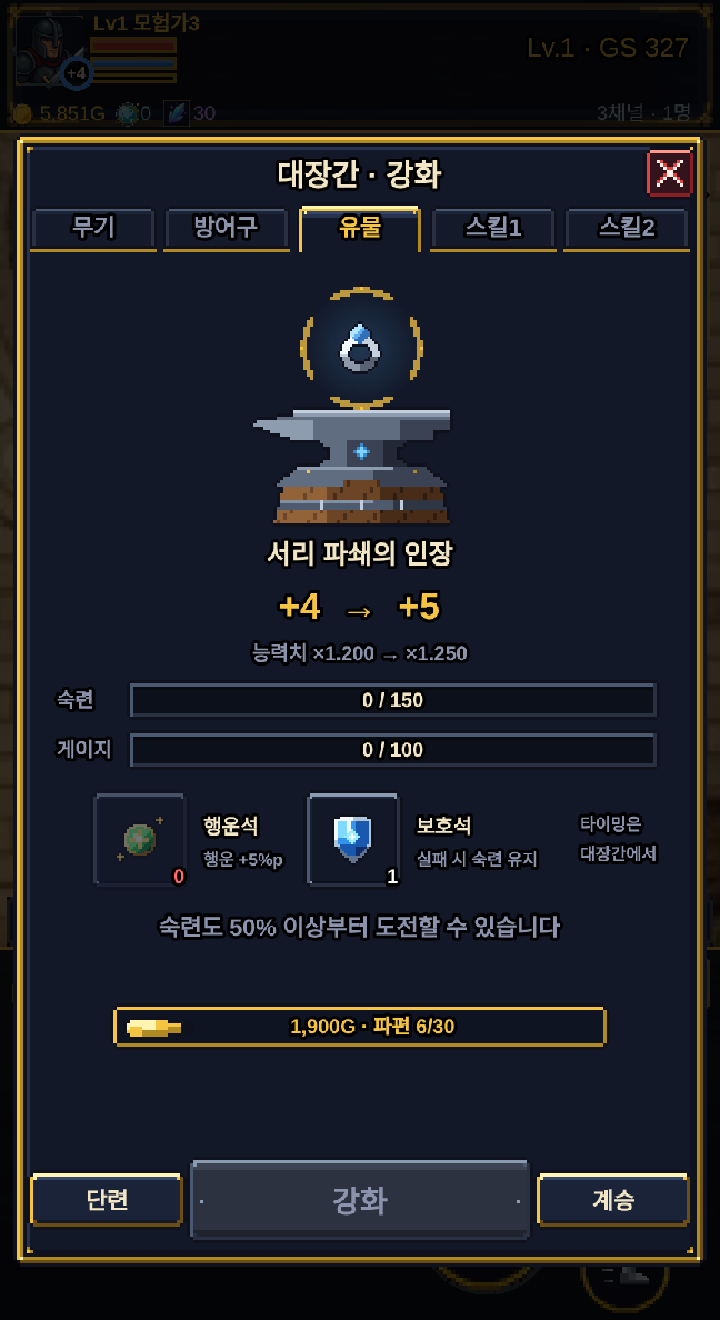 Lv1 모험가3
+4
Lv.1 · GS 327
5,851G 0 30
3채널 · 1명
대장간 · 강화
무기 방어구 유물 스킬1 스킬2
서리 파쇄의 인장
+4 → +5
능력치 ×1.200 → ×1.250
숙련 0 / 150
게이지 0 / 100
행운석
행운 +5%p
0
보호석
실패 시 숙련 유지
1
타이밍은
대장간에서
숙련도 50% 이상부터 도전할 수 있습니다
1,900G · 파편 6/30
단련 강화 계승